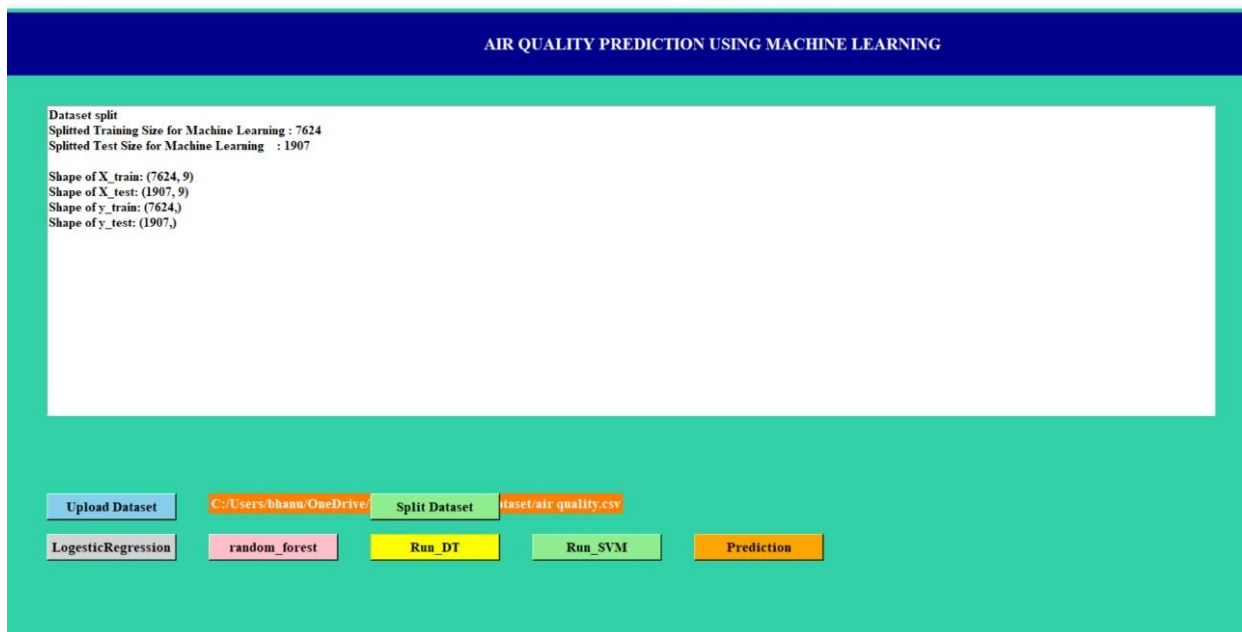 AIR QUALITY PREDICTION USING MACHINE LEARNING
Dataset split
Splitted Training Size for Machine Learning : 7624
Splitted Test Size for Machine Learning : 1907
Shape of X_train: (7624, 9)
Shape of X_test: (1907, 9)
Shape of y_train: (7624,)
Shape of y_test: (1907,)
Upload Dataset C:/Users/bhanu/OneDrive/ Split Dataset taset/air quality.csv
LogesticRegression random_forest Run_DT Run_SVM Prediction